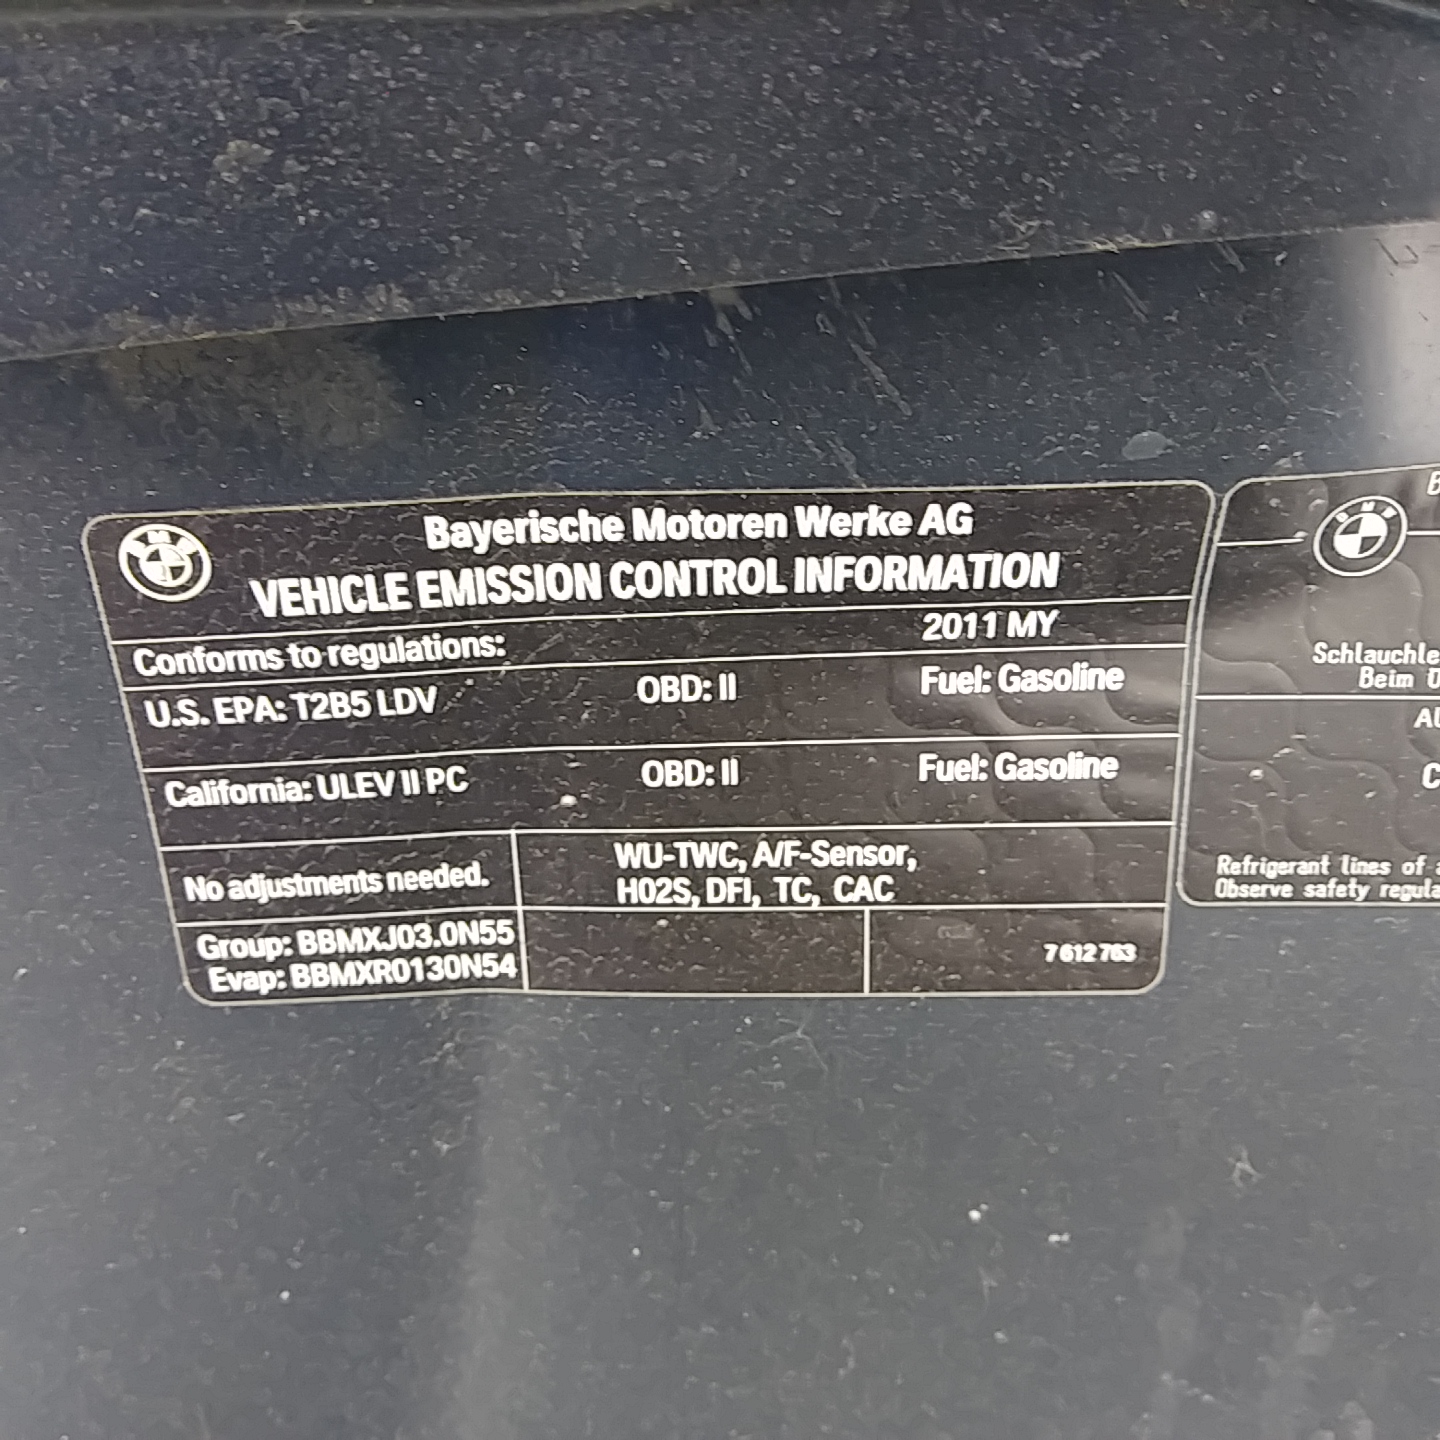 BMW
Bayerische Motoren Werke AG
VEHICLE EMISSION CONTROL INFORMATION
Conforms to regulations: 2011 MY
U.S. EPA: T2B5 LDV OBD: II Fuel: Gasoline
California: ULEV II PC OBD: II Fuel: Gasoline
No adjustments needed.
WU-TWC, A/F-Sensor,
H02S, DFI, TC, CAC
Group: BBMXJ03.0N55
Evap: BBMXR0130N54
7 612 763
BMW
Schlauchle
Beim
Refrigerant lines of
Observe safety regula